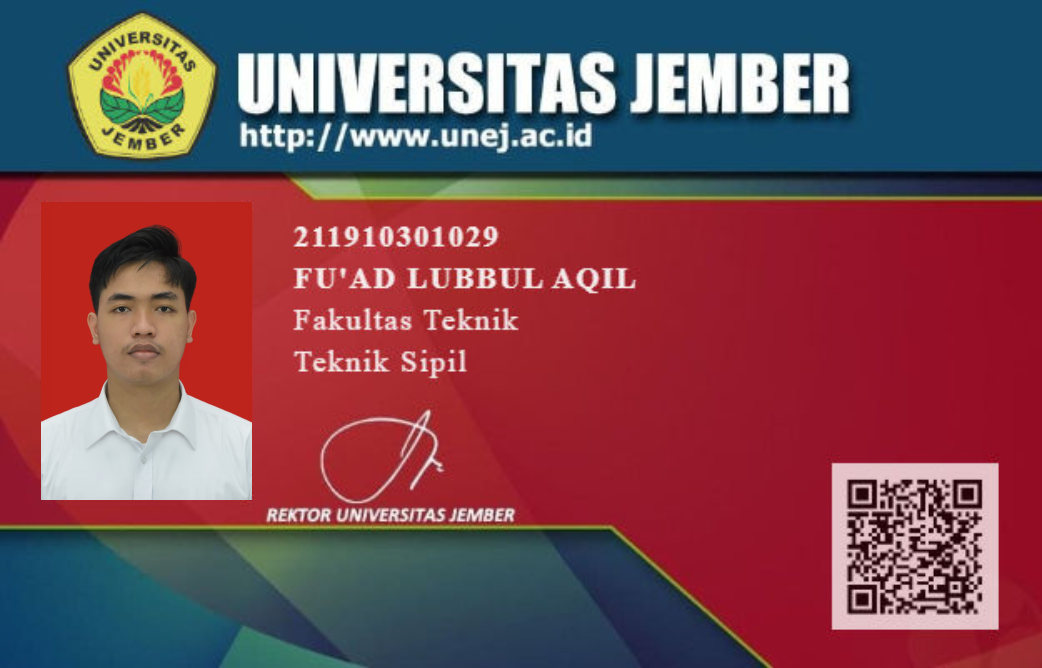 UNIVERSITAS
JEMBER
UNIVERSITAS JEMBER
http://www.unej.ac.id
211910301029
FU'AD LUBBUL AQIL
Fakultas Teknik
Teknik Sipil
REKTOR UNIVERSITAS JEMBER